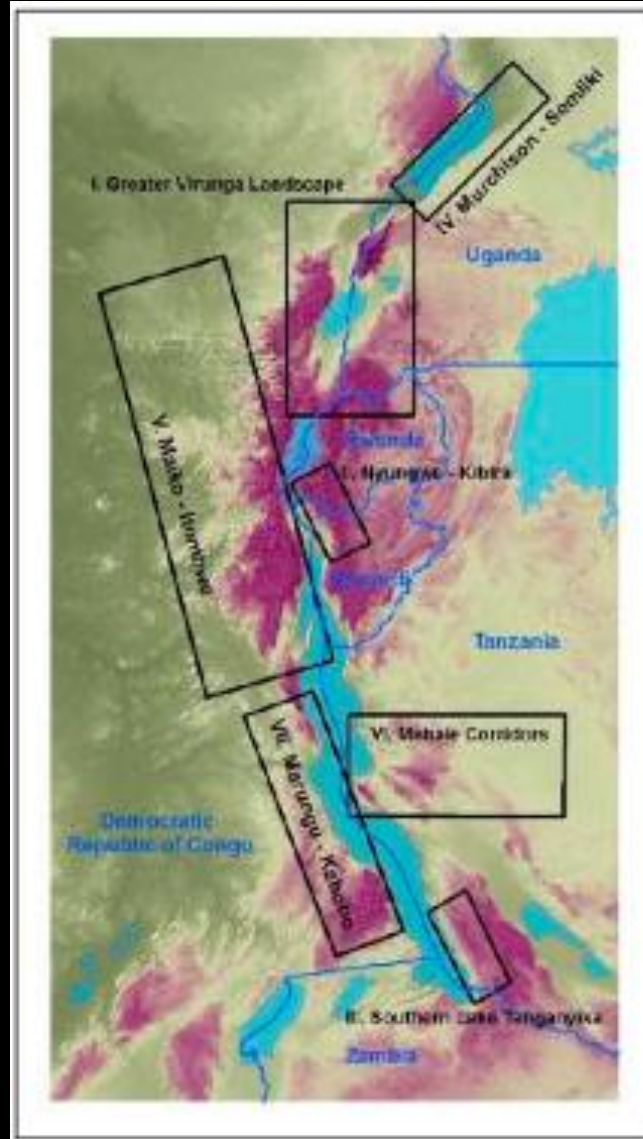 IV. Murchison - Semliki
I. Greater Virunga Landscape
Uganda
Rwanda
Nyungwe - Kibira
V. Maiko - Itombwe
Burundi
Tanzania
VI. Mahale Corridors
VII. Marungu - Kabobo
Democratic
Republic of Congo
III. Southern Lake Tanganyika
Zambia